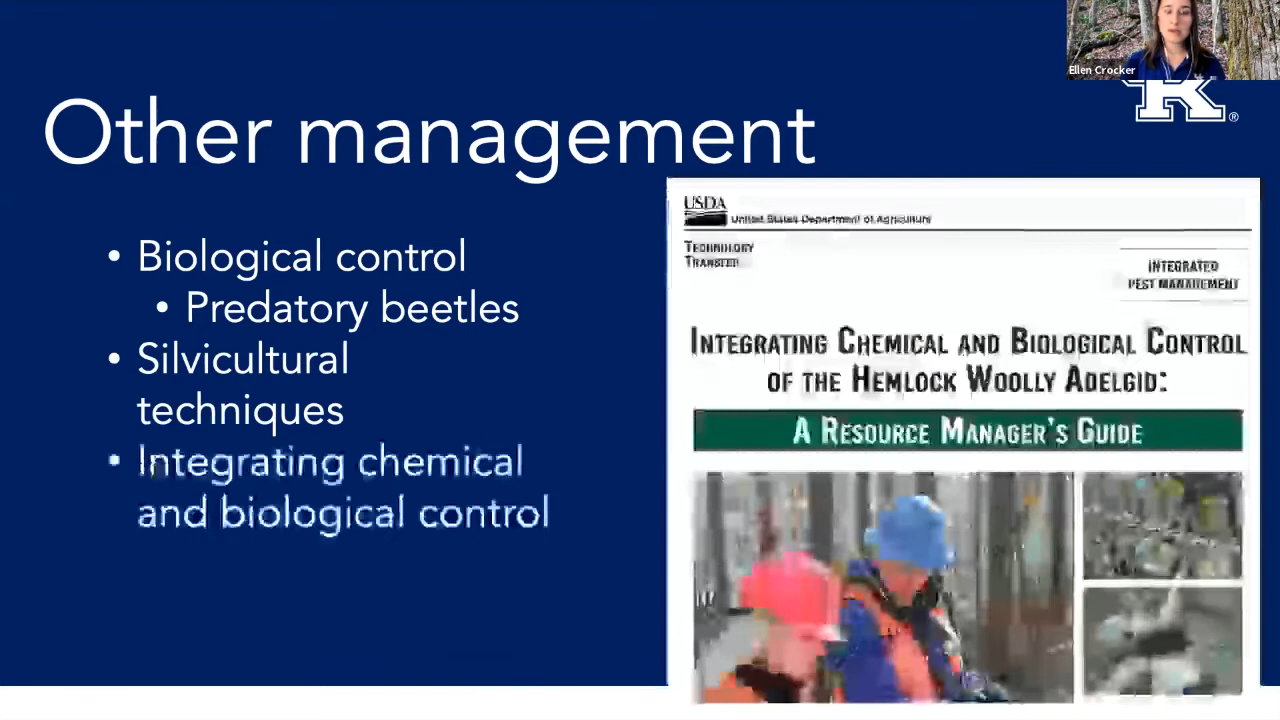 Ellen Crocker
Other management
• Biological control
• Predatory beetles
• Silvicultural
techniques
• Integrating chemical
and biological control
USDA
United States Department of Agriculture
TECHNOLOGY
TRANSFER
INTEGRATED
PEST MANAGEMENT
INTEGRATING CHEMICAL AND BIOLOGICAL CONTROL
OF THE HEMLOCK WOOLLY ADELGID:
A RESOURCE MANAGER'S GUIDE
K®